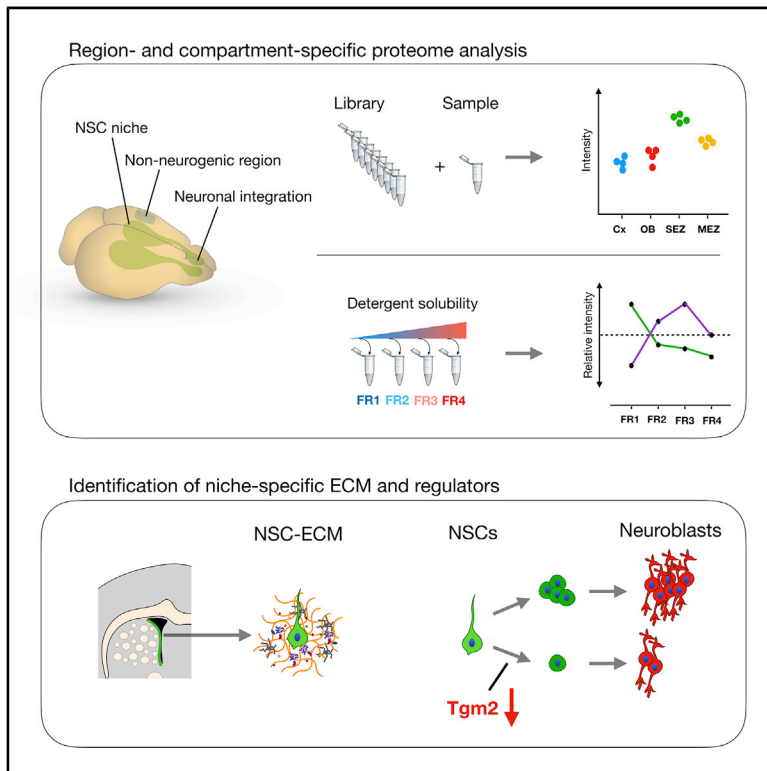 Region- and compartment-specific proteome analysis
NSC niche
Non-neurogenic region
Neuronal integration
Library
Sample
+
Intensity
Cx OB SEZ MEZ
Detergent solubility
FR1 FR2 FR3 FR4
Relative intensity
FR1 FR2 FR3 FR4
Identification of niche-specific ECM and regulators
NSC-ECM
NSCs
Neuroblasts
Tgm2